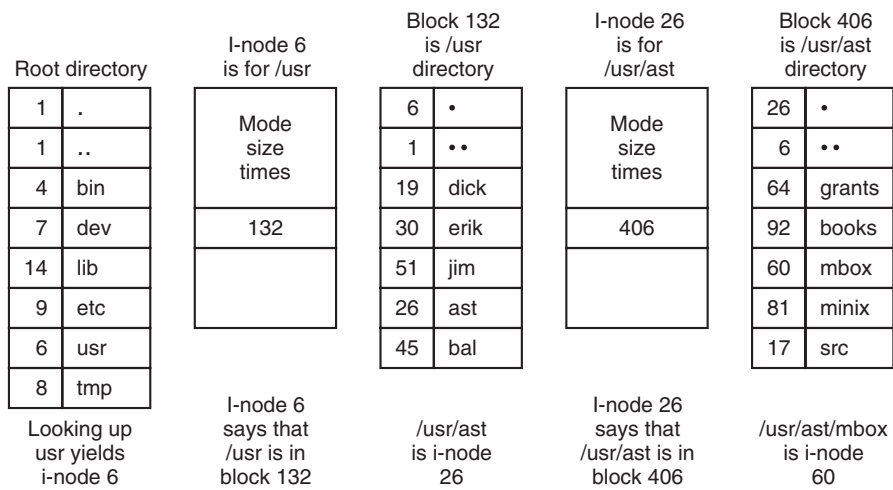 Root directory
1 .
1 ..
4 bin
7 dev
14 lib
9 etc
6 usr
8 tmp
Looking up
usr yields
i-node 6
I-node 6
is for /usr
Mode
size
times
132
I-node 6
says that
/usr is in
block 132
Block 132
is /usr
directory
6 •
1 ••
19 dick
30 erik
51 jim
26 ast
45 bal
/usr/ast
is i-node
26
I-node 26
is for
/usr/ast
Mode
size
times
406
I-node 26
says that
/usr/ast is in
block 406
Block 406
is /usr/ast
directory
26 •
6 ••
64 grants
92 books
60 mbox
81 minix
17 src
/usr/ast/mbox
is i-node
60